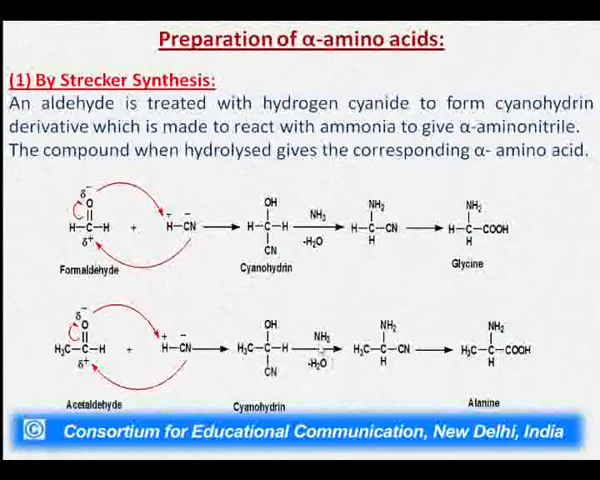 Preparation of α-amino acids:
(1) By Strecker Synthesis:
An aldehyde is treated with hydrogen cyanide to form cyanohydrin
derivative which is made to react with ammonia to give α-aminonitrile.
The compound when hydrolysed gives the corresponding α- amino acid.
δ⁻
O
H—C—H
δ+
+
+ −
H—CN
OH
H—C—H
CN
NH₃
-H₂O
NH₂
H—C—CN
H
NH₂
H—C—COOH
H
Formaldehyde
Cyanohydrin
Glycine
δ⁻
O
H₃C—C—H
δ+
+
+ −
H—CN
OH
H₃C—C—H
CN
NH₃
-H₂O
NH₂
H₃C—C—CN
H
NH₂
H₃C—C—COOH
H
Acetaldehyde
Cyanohydrin
Alanine
© Consortium for Educational Communication, New Delhi, India